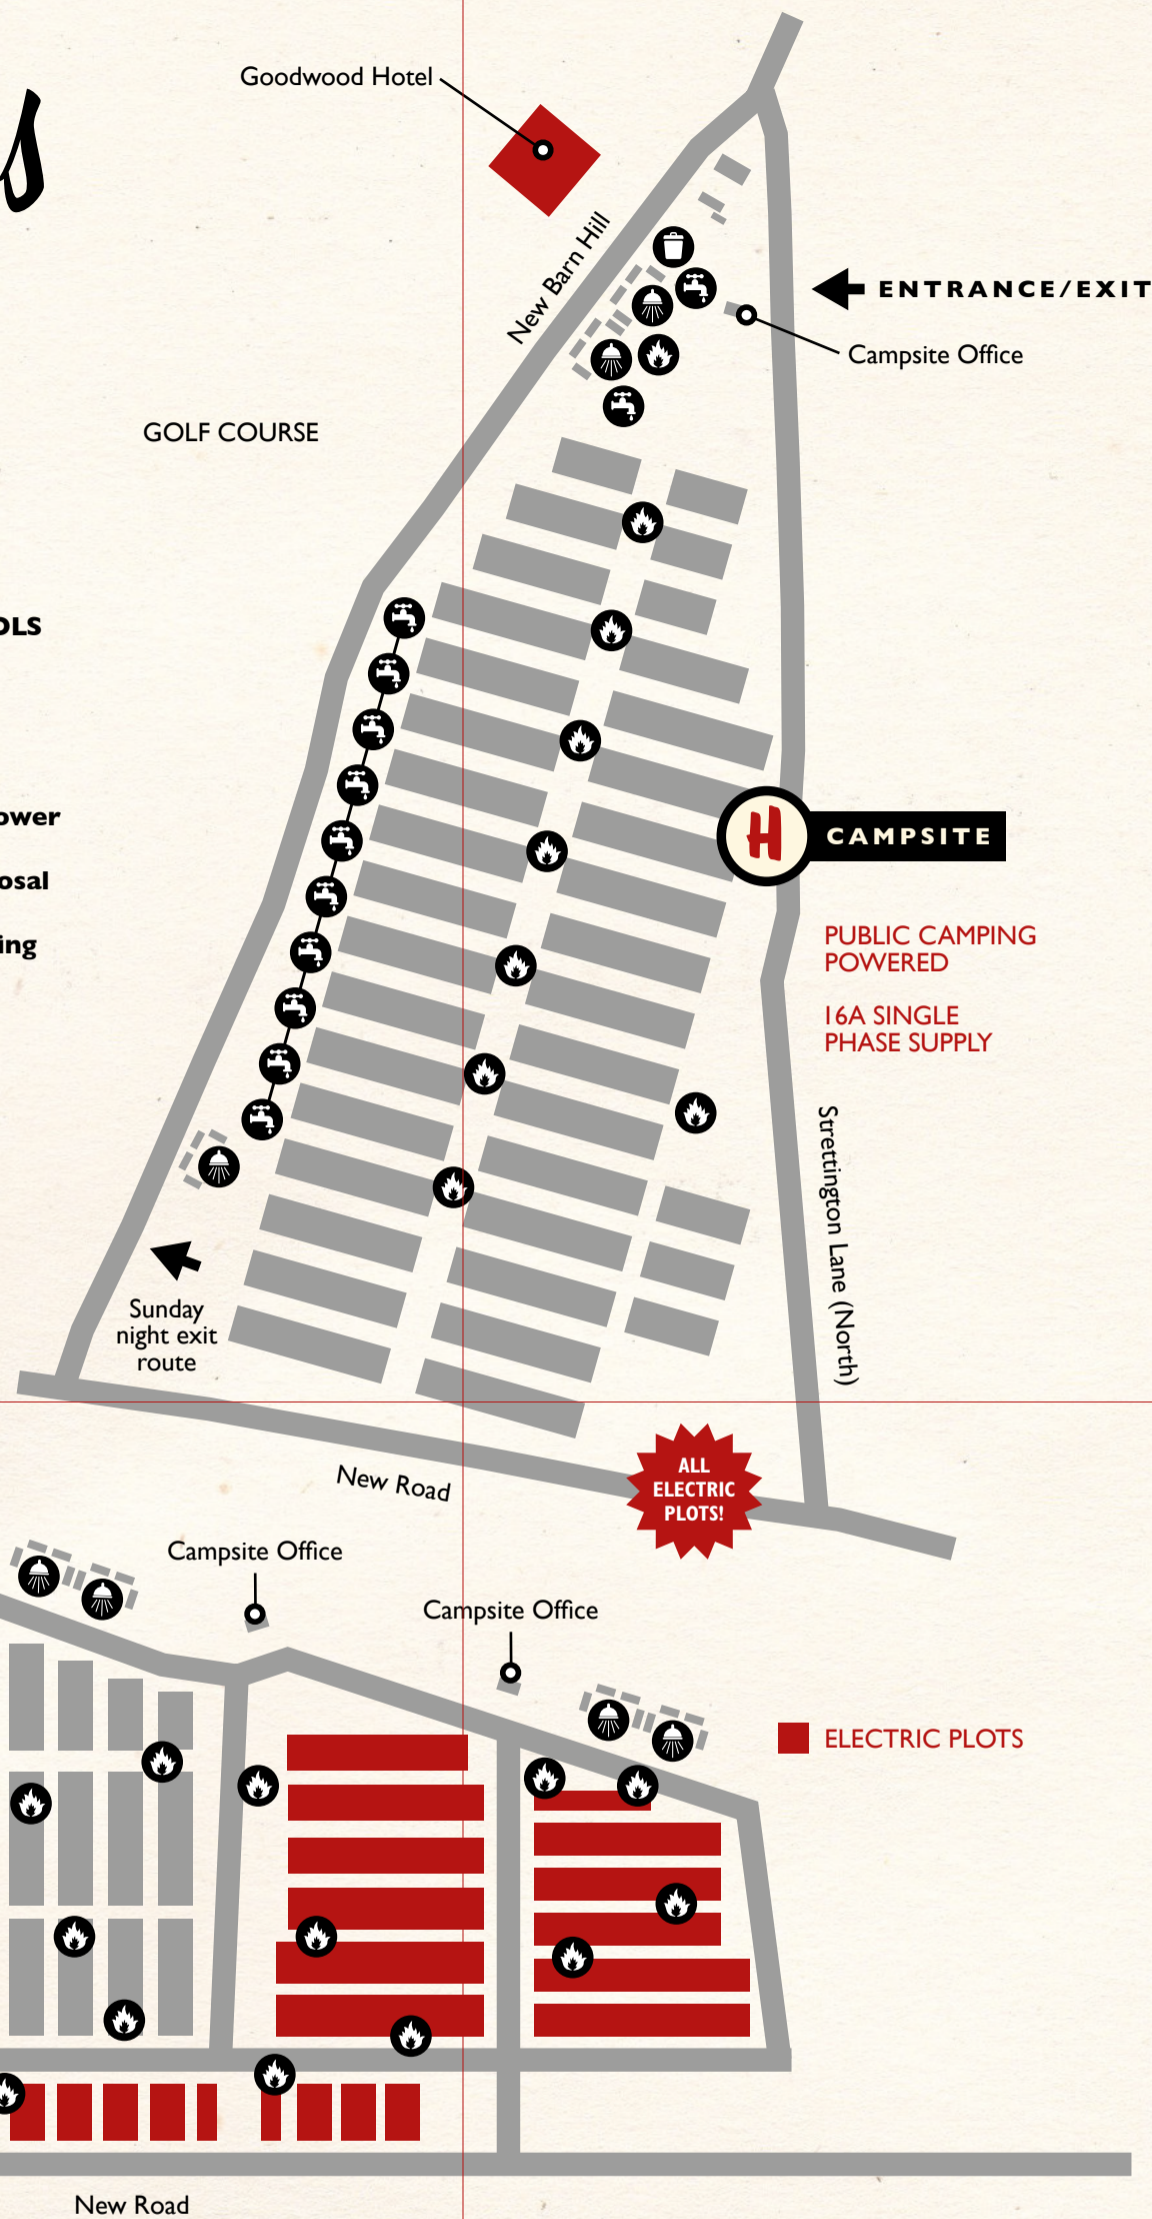 s
Goodwood Hotel
New Barn Hill
ENTRANCE/EXIT
Campsite Office
GOLF COURSE
OLS
ower
osal
ing
H
CAMPSITE
PUBLIC CAMPING
POWERED
16A SINGLE
PHASE SUPPLY
Strettington Lane (North)
Sunday
night exit
route
New Road
ALL
ELECTRIC
PLOTS!
Campsite Office
Campsite Office
ELECTRIC PLOTS
New Road